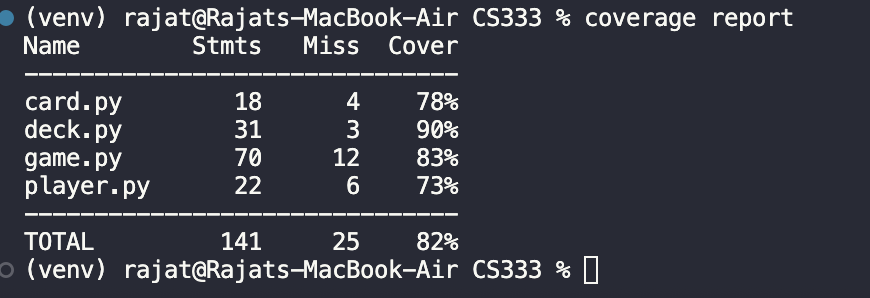 (venv) rajat@Rajats-MacBook-Air CS333 % coverage report
Name Stmts Miss Cover
--------------------------------
card.py 18 4 78%
deck.py 31 3 90%
game.py 70 12 83%
player.py 22 6 73%
--------------------------------
TOTAL 141 25 82%
(venv) rajat@Rajats-MacBook-Air CS333 %